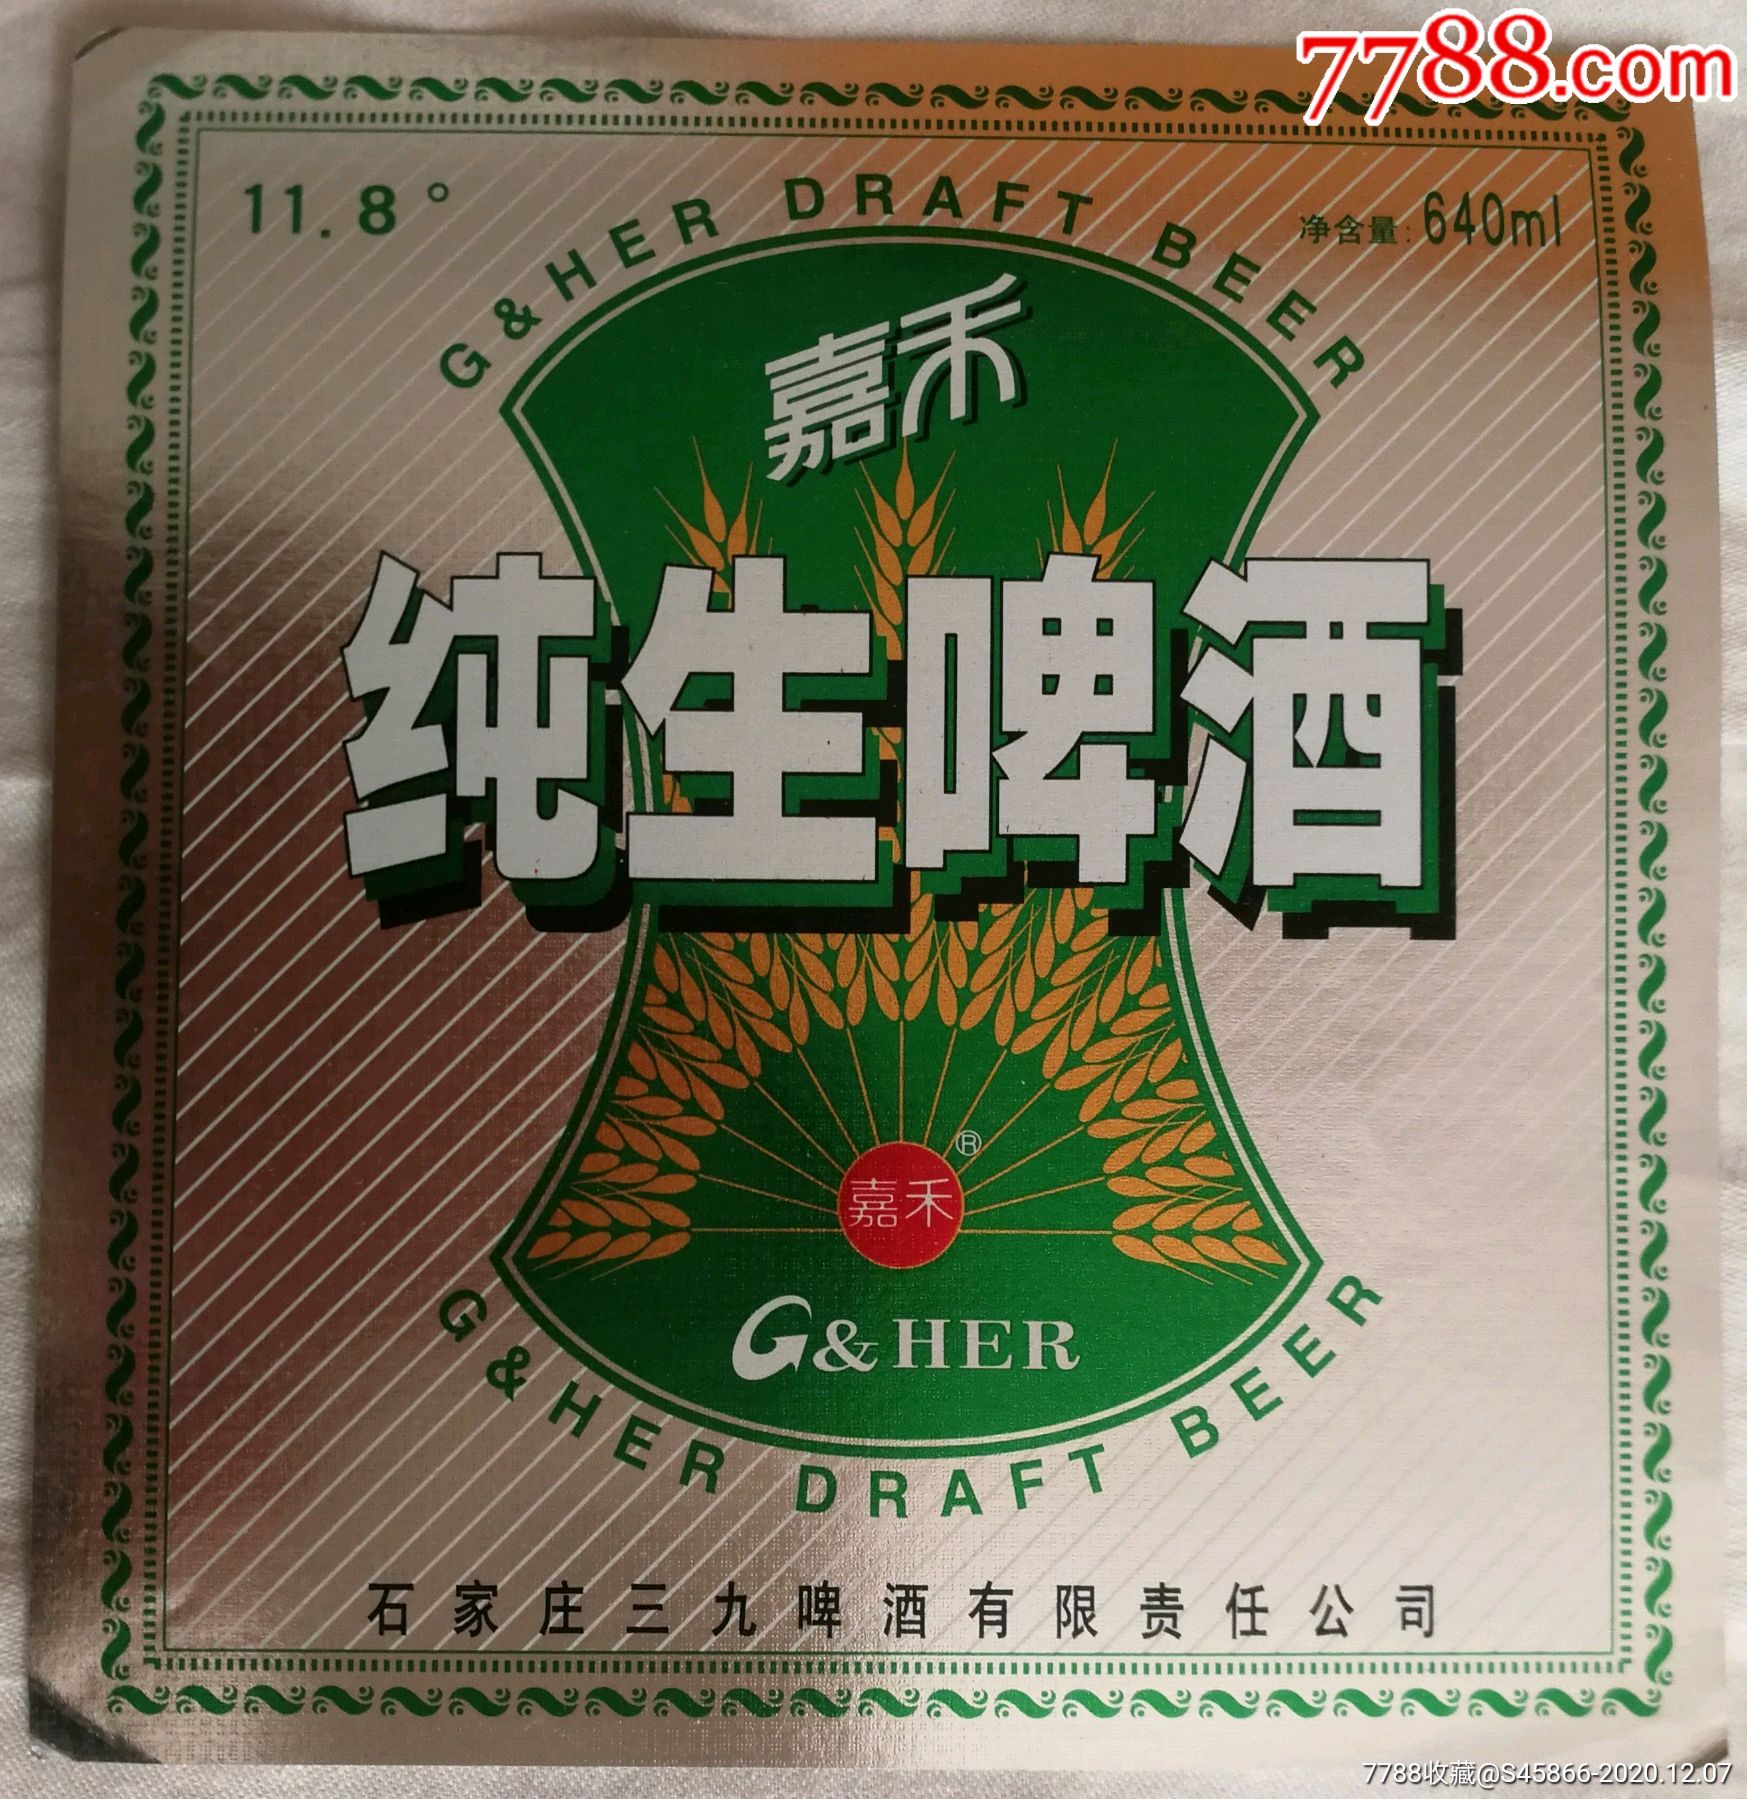 7788.com
11.8°
G&HER DRAFT BEER
净含量:640ml
嘉禾
纯生啤酒
®
嘉禾
G&HER
G&HER DRAFT BEER
石家庄三九啤酒有限责任公司
7788收藏@S45866-2020.12.07